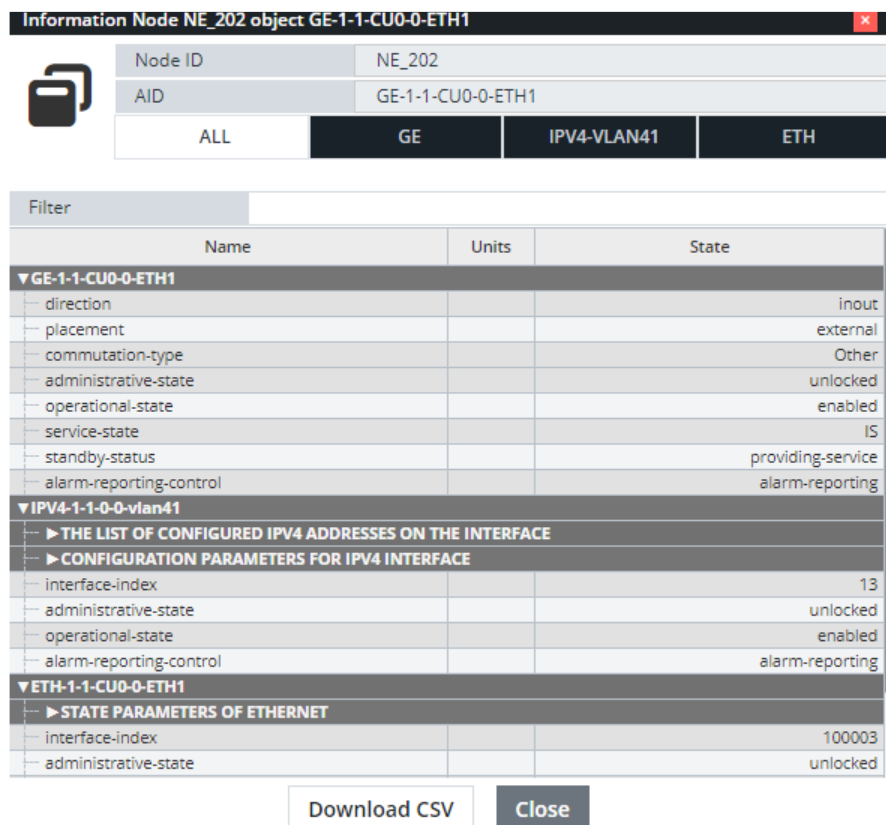 Information Node NE_202 object GE-1-1-CU0-0-ETH1 ×
Node ID NE_202
AID GE-1-1-CU0-0-ETH1
ALL GE IPV4-VLAN41 ETH
Filter
Name Units State
▼GE-1-1-CU0-0-ETH1
direction inout
placement external
commutation-type Other
administrative-state unlocked
operational-state enabled
service-state IS
standby-status providing-service
alarm-reporting-control alarm-reporting
▼IPV4-1-1-0-0-vlan41
▶THE LIST OF CONFIGURED IPV4 ADDRESSES ON THE INTERFACE
▶CONFIGURATION PARAMETERS FOR IPV4 INTERFACE
interface-index 13
administrative-state unlocked
operational-state enabled
alarm-reporting-control alarm-reporting
▼ETH-1-1-CU0-0-ETH1
▶STATE PARAMETERS OF ETHERNET
interface-index 100003
administrative-state unlocked
Download CSV Close